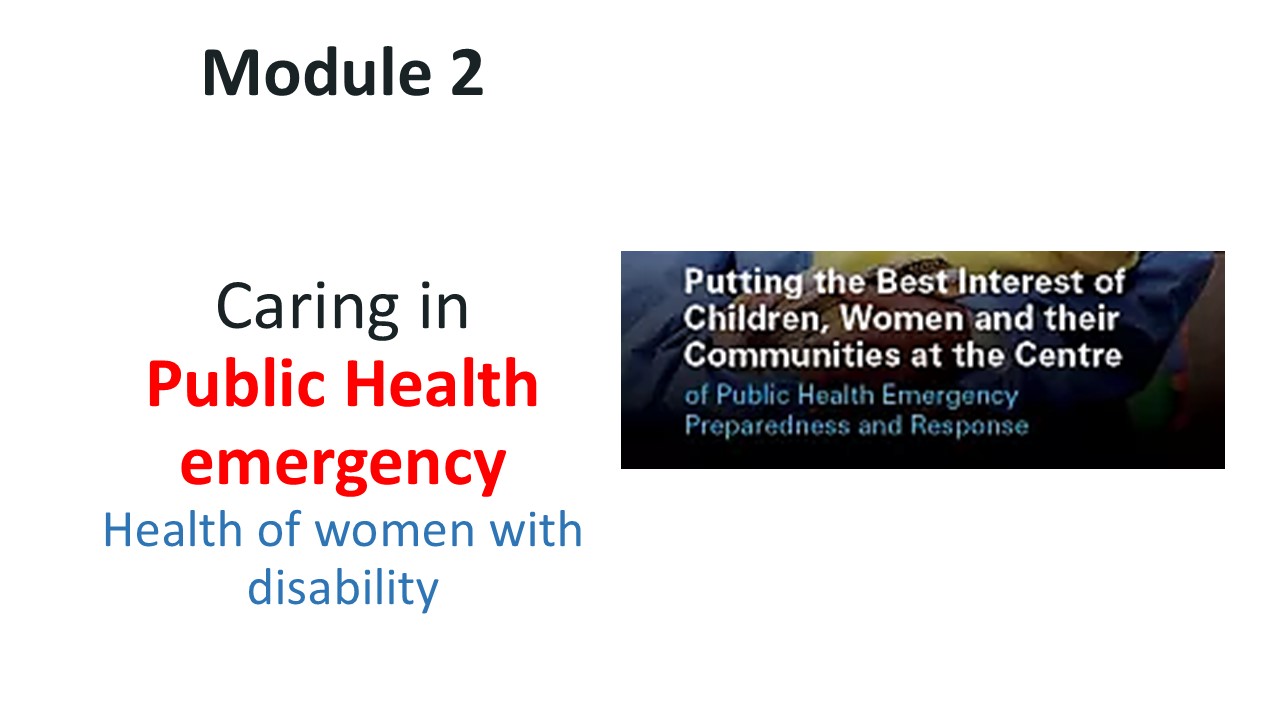 Module 2
Caring in
Public Health
emergency
Health of women with
disability
Putting the Best Interest of
Children, Women and their
Communities at the Centre
of Public Health Emergency
Preparedness and Response